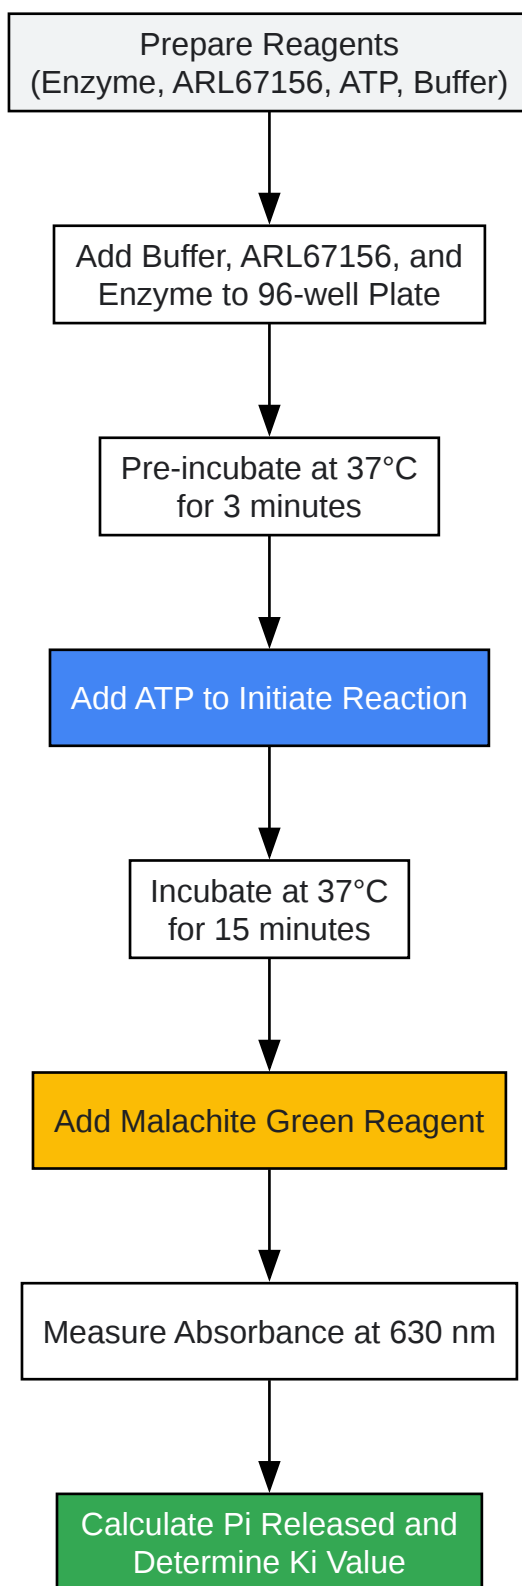 Prepare Reagents
(Enzyme, ARL67156, ATP, Buffer)
Add Buffer, ARL67156, and
Enzyme to 96-well Plate
Pre-incubate at 37°C
for 3 minutes
Add ATP to Initiate Reaction
Incubate at 37°C
for 15 minutes
Add Malachite Green Reagent
Measure Absorbance at 630 nm
Calculate Pi Released and
Determine Ki Value